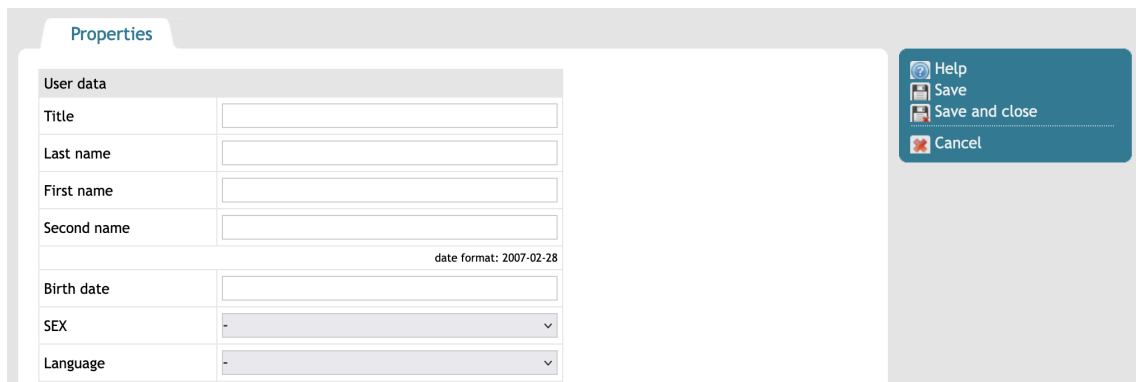 Properties
User data
Title
Last name
First name
Second name
date format: 2007-02-28
Birth date
SEX
-
Language
-
Help
Save
Save and close
Cancel